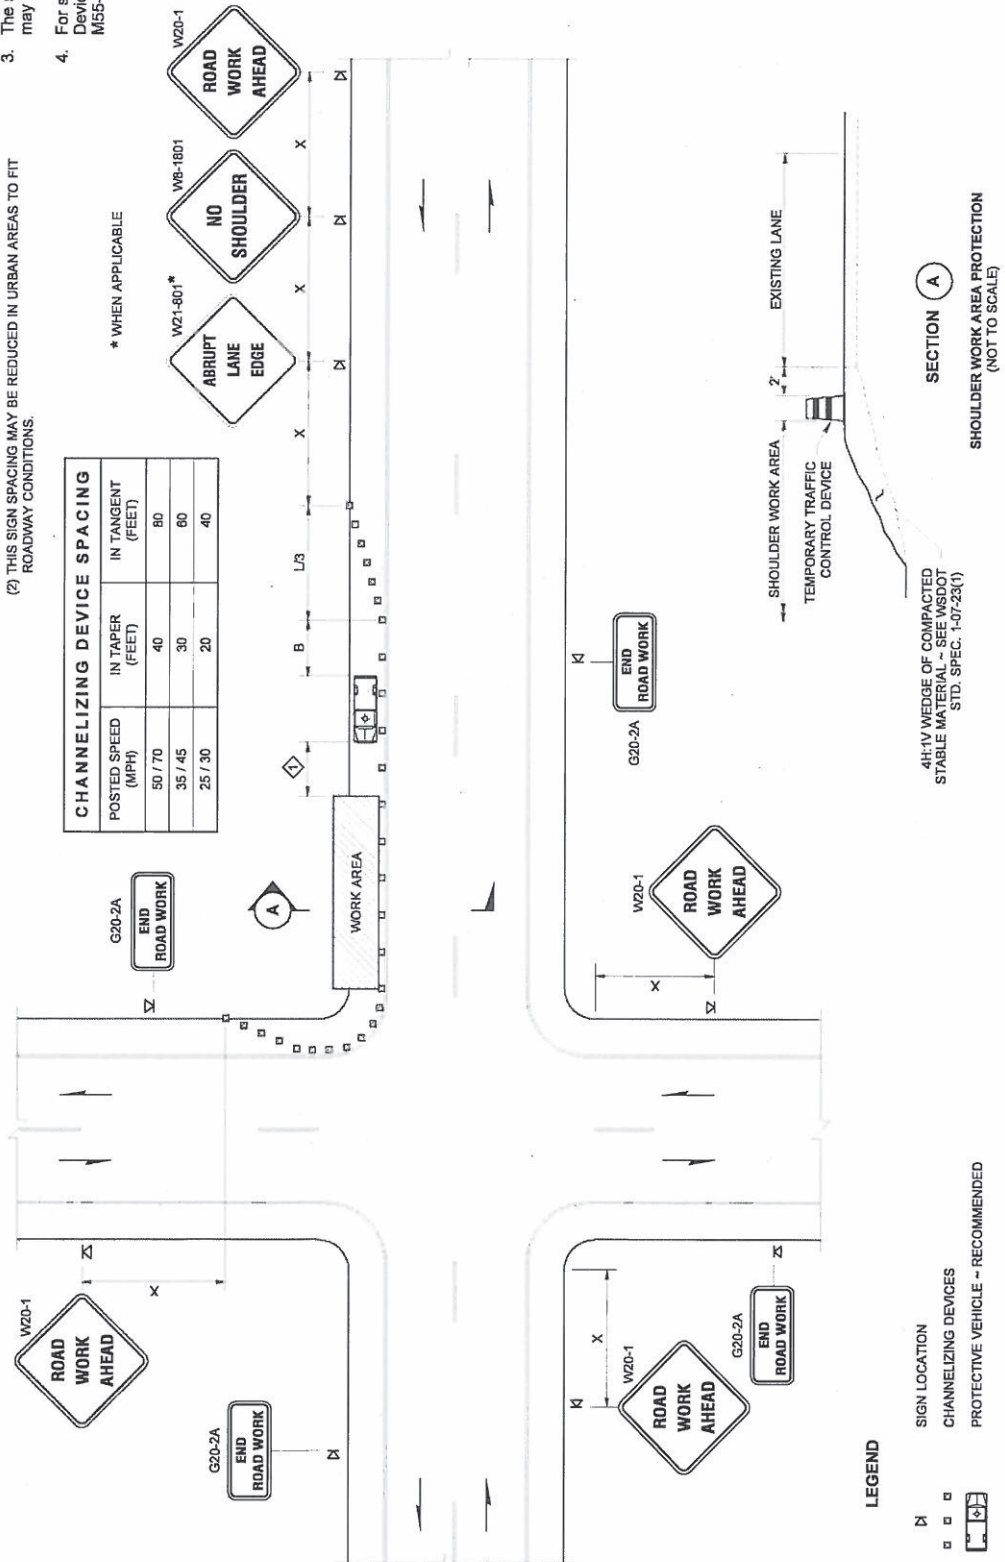 3. The
may
4. For s
Devic
M55-
(2) THIS SIGN SPACING MAY BE REDUCED IN URBAN AREAS TO FIT
ROADWAY CONDITIONS.
* WHEN APPLICABLE
CHANNELIZING DEVICE SPACING
POSTED SPEED (MPH) IN TAPER (FEET) IN TANGENT (FEET)
50 / 70 40 80
35 / 45 30 60
25 / 30 20 40
W20-1
ROAD
WORK
AHEAD
W8-1801
NO
SHOULDER
W21-801*
ABRUPT
LANE
EDGE
X
X
X
L/3
B
1
WORK AREA
A
G20-2A
END
ROAD WORK
W20-1
ROAD
WORK
AHEAD
X
G20-2A
END
ROAD WORK
W20-1
ROAD
WORK
AHEAD
X
G20-2A
END
ROAD WORK
W20-1
ROAD
WORK
AHEAD
X
G20-2A
END
ROAD WORK
SHOULDER WORK AREA
2'
EXISTING LANE
TEMPORARY TRAFFIC
CONTROL DEVICE
4H:1V WEDGE OF COMPACTED
STABLE MATERIAL ~ SEE WSDOT
STD. SPEC. 1-07-23(1)
SECTION A
SHOULDER WORK AREA PROTECTION
(NOT TO SCALE)
LEGEND
SIGN LOCATION
CHANNELIZING DEVICES
PROTECTIVE VEHICLE ~ RECOMMENDED